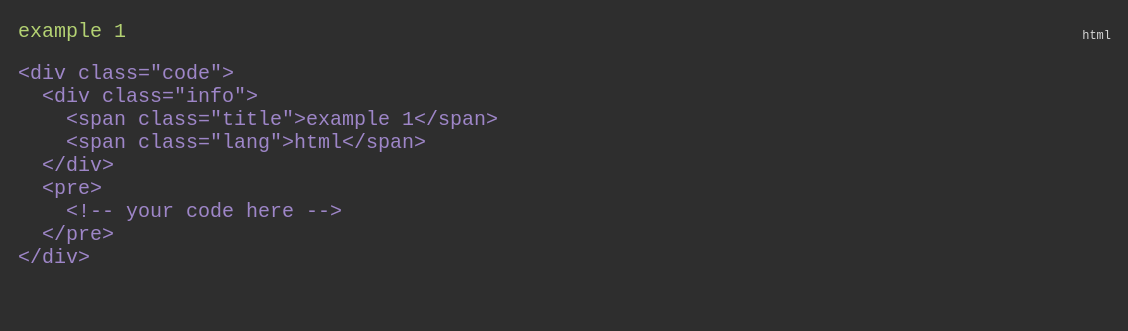 example 1
html
<div class="code">
  <div class="info">
    <span class="title">example 1</span>
    <span class="lang">html</span>
  </div>
  <pre>
    <!-- your code here -->
  </pre>
</div>